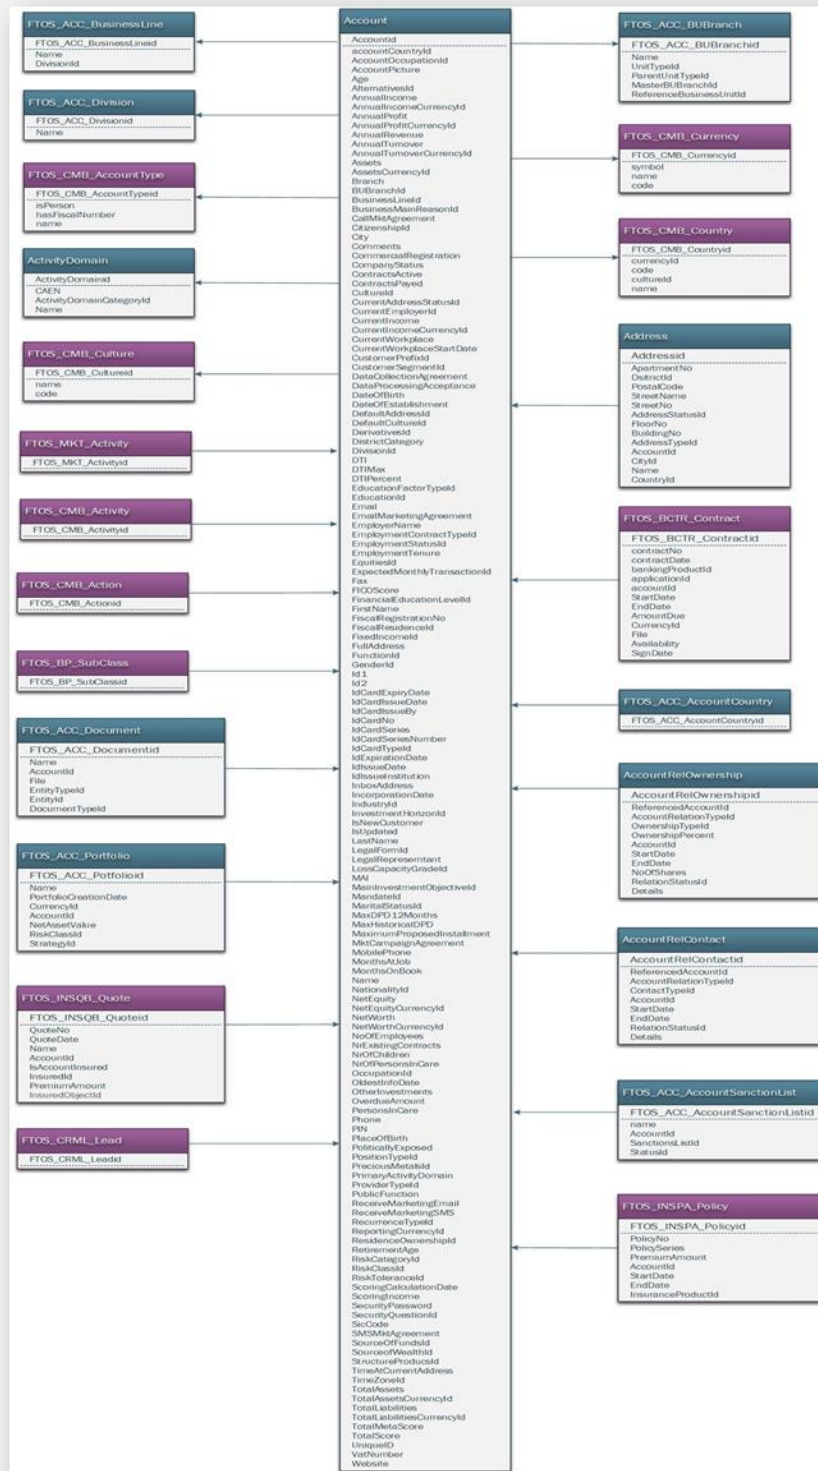 FTOS_ACC_BusinessLine
FTOS_ACC_BusinessLineid
Name
DivisionId
FTOS_ACC_Division
FTOS_ACC_Divisionid
Name
FTOS_CMB_AccountType
FTOS_CMB_AccountTypeid
isPerson
hasFiscalNumber
name
ActivityDomain
ActivityDomainid
CAEN
ActivityDomainCategoryId
Name
FTOS_CMB_Culture
FTOS_CMB_Cultureid
name
code
FTOS_MKT_Activity
FTOS_MKT_Activityid
FTOS_CMB_Activity
FTOS_CMB_Activityid
FTOS_CMB_Action
FTOS_CMB_Actionid
FTOS_BP_SubClass
FTOS_BP_SubClassid
FTOS_ACC_Document
FTOS_ACC_Documentid
Name
AccountId
File
EntityTypeId
EntityId
DocumentTypeId
FTOS_ACC_Portfolio
FTOS_ACC_Potfolioid
Name
PortfolioCreationDate
CurrencyId
AccountId
NetAssetValue
RiskClassId
StrategyId
FTOS_INSQB_Quote
FTOS_INSQB_Quoteid
QuoteNo
QuoteDate
Name
AccountId
IsAccountInsured
InsuredId
PremiumAmount
InsuredObjectId
FTOS_CRML_Lead
FTOS_CRML_Leadid
Account
Accountid
accountCountryId
AccountOccupationId
AccountPicture
Age
AlternativesId
AnnualIncome
AnnualIncomeCurrencyId
AnnualProfit
AnnualProfitCurrencyId
AnnualRevenue
AnnualTurnover
AnnualTurnoverCurrencyId
Assets
AssetsCurrencyId
Branch
BUBranchId
BusinessLineId
BusinessMainReasonId
CallMktAgreement
CitizenshipId
City
Comments
CommercialRegistration
CompanyStatus
ContractsActive
ContractsPayed
CultureId
CurrentAddressStatusId
CurrentEmployerId
CurrentIncome
CurrentIncomeCurrencyId
CurrentWorkplace
CurrentWorkplaceStartDate
CustomerPrefixId
CustomerSegmentId
DataCollectionAgreement
DataProcessingAcceptance
DateOfBirth
DateOfEstablishment
DefaultAddressId
DefaultCultureId
DerivativesId
DistrictCategory
DivisionId
DTI
DTIMax
DTIPercent
EducationFactorTypeId
EducationId
Email
EmailMarketingAgreement
EmployerName
EmploymentContractTypeId
EmploymentStatusId
EmploymentTenure
EquitiesId
ExpectedMonthlyTransactionId
Fax
FICOScore
FinancialEducationLevelId
FirstName
FiscalRegistrationNo
FiscalResidenceId
FixedIncomeId
FullAddress
FunctionId
GenderId
Id1
Id2
IdCardExpiryDate
IdCardIssueDate
IdCardIssueBy
IdCardNo
IdCardSeries
IdCardSeriesNumber
IdCardTypeId
IdExpirationDate
IdIssueDate
IdIssueInstitution
InboxAddress
IncorporationDate
IndustryId
InvestmentHorizonId
IsNewCustomer
IsUpdated
LastName
LegalFormId
LegalRepresemtant
LossCapacityGradeId
MAI
MainInvestmentObjectiveId
MandateId
MaritalStatusId
MaxDPD12Months
MaxHistoricalDPD
MaximumProposedInstallment
MktCampaignAgreement
MobilePhone
MonthsAtJob
MonthsOnBook
Name
NationalityId
NetEquity
NetEquityCurrencyId
NetWorth
NetWorthCurrencyId
NoOfEmployees
NrExistingContracts
NrOfChildren
NrOfPersonsInCare
OccupationId
OldestInfoDate
OtherInvestments
OverdueAmount
PersonsInCare
Phone
PIN
PlaceOfBirth
PoliticallyExposed
PositionTypeId
PreciousMetalsId
PrimaryActivityDomain
ProviderTypeId
PublicFunction
ReceiveMarketingEmail
ReceiveMarketingSMS
RecurrenceTypeId
ReportingCurrencyId
ResidenceOwnershipId
RetirementAge
RiskCategoryId
RiskClassId
RiskToleranceId
ScoringCalculationDate
ScoringIncome
SecurityPassword
SecurityQuestionId
SicCode
SMSMktAgreement
SourceOfFundsId
SourceofWealthId
StructureProducsId
TimeAtCurrentAddress
TimeZoneId
TotalAssets
TotalAssetsCurrencyId
TotalLiabilities
TotalLiabilitiesCurrencyId
TotalMetaScore
TotalScore
UniqueID
VatNumber
Website
FTOS_ACC_BUBranch
FTOS_ACC_BUBranchid
Name
UnitTypeId
ParentUnitTypeId
MasterBUBranchId
ReferenceBusinessUnitId
FTOS_CMB_Currency
FTOS_CMB_Currencyid
symbol
name
code
FTOS_CMB_Country
FTOS_CMB_Countryid
currencyId
code
cultureId
name
Address
Addressid
ApartmentNo
DsitrictId
PostalCode
StreetName
StreetNo
AddressStatusId
FloorNo
BuildingNo
AddressTypeId
AccountId
CityId
Name
CountryId
FTOS_BCTR_Contract
FTOS_BCTR_Contractid
contractNo
contractDate
bankingProductId
applicationId
accountId
StartDate
EndDate
AmountDue
CurrencyId
File
Availability
SignDate
FTOS_ACC_AccountCountry
FTOS_ACC_AccountCountryid
AccountRelOwnership
AccountRelOwnershipid
ReferencedAccountId
AccountRelationTypeId
OwnershipTypeId
OwnershipPercent
AccountId
StartDate
EndDate
NoOfShares
RelationStatusId
Details
AccountRelContact
AccountRelContactid
ReferencedAccountId
AccountRelationTypeId
ContactTypeId
AccountId
StartDate
EndDate
RelationStatusId
Details
FTOS_ACC_AccountSanctionList
FTOS_ACC_AccountSanctionListid
name
AccountId
SanctionsListId
StatusId
FTOS_INSPA_Policy
FTOS_INSPA_Policyid
PolicyNo
PolicySeries
PremiumAmount
AccountId
StartDate
EndDate
InsuranceProductId